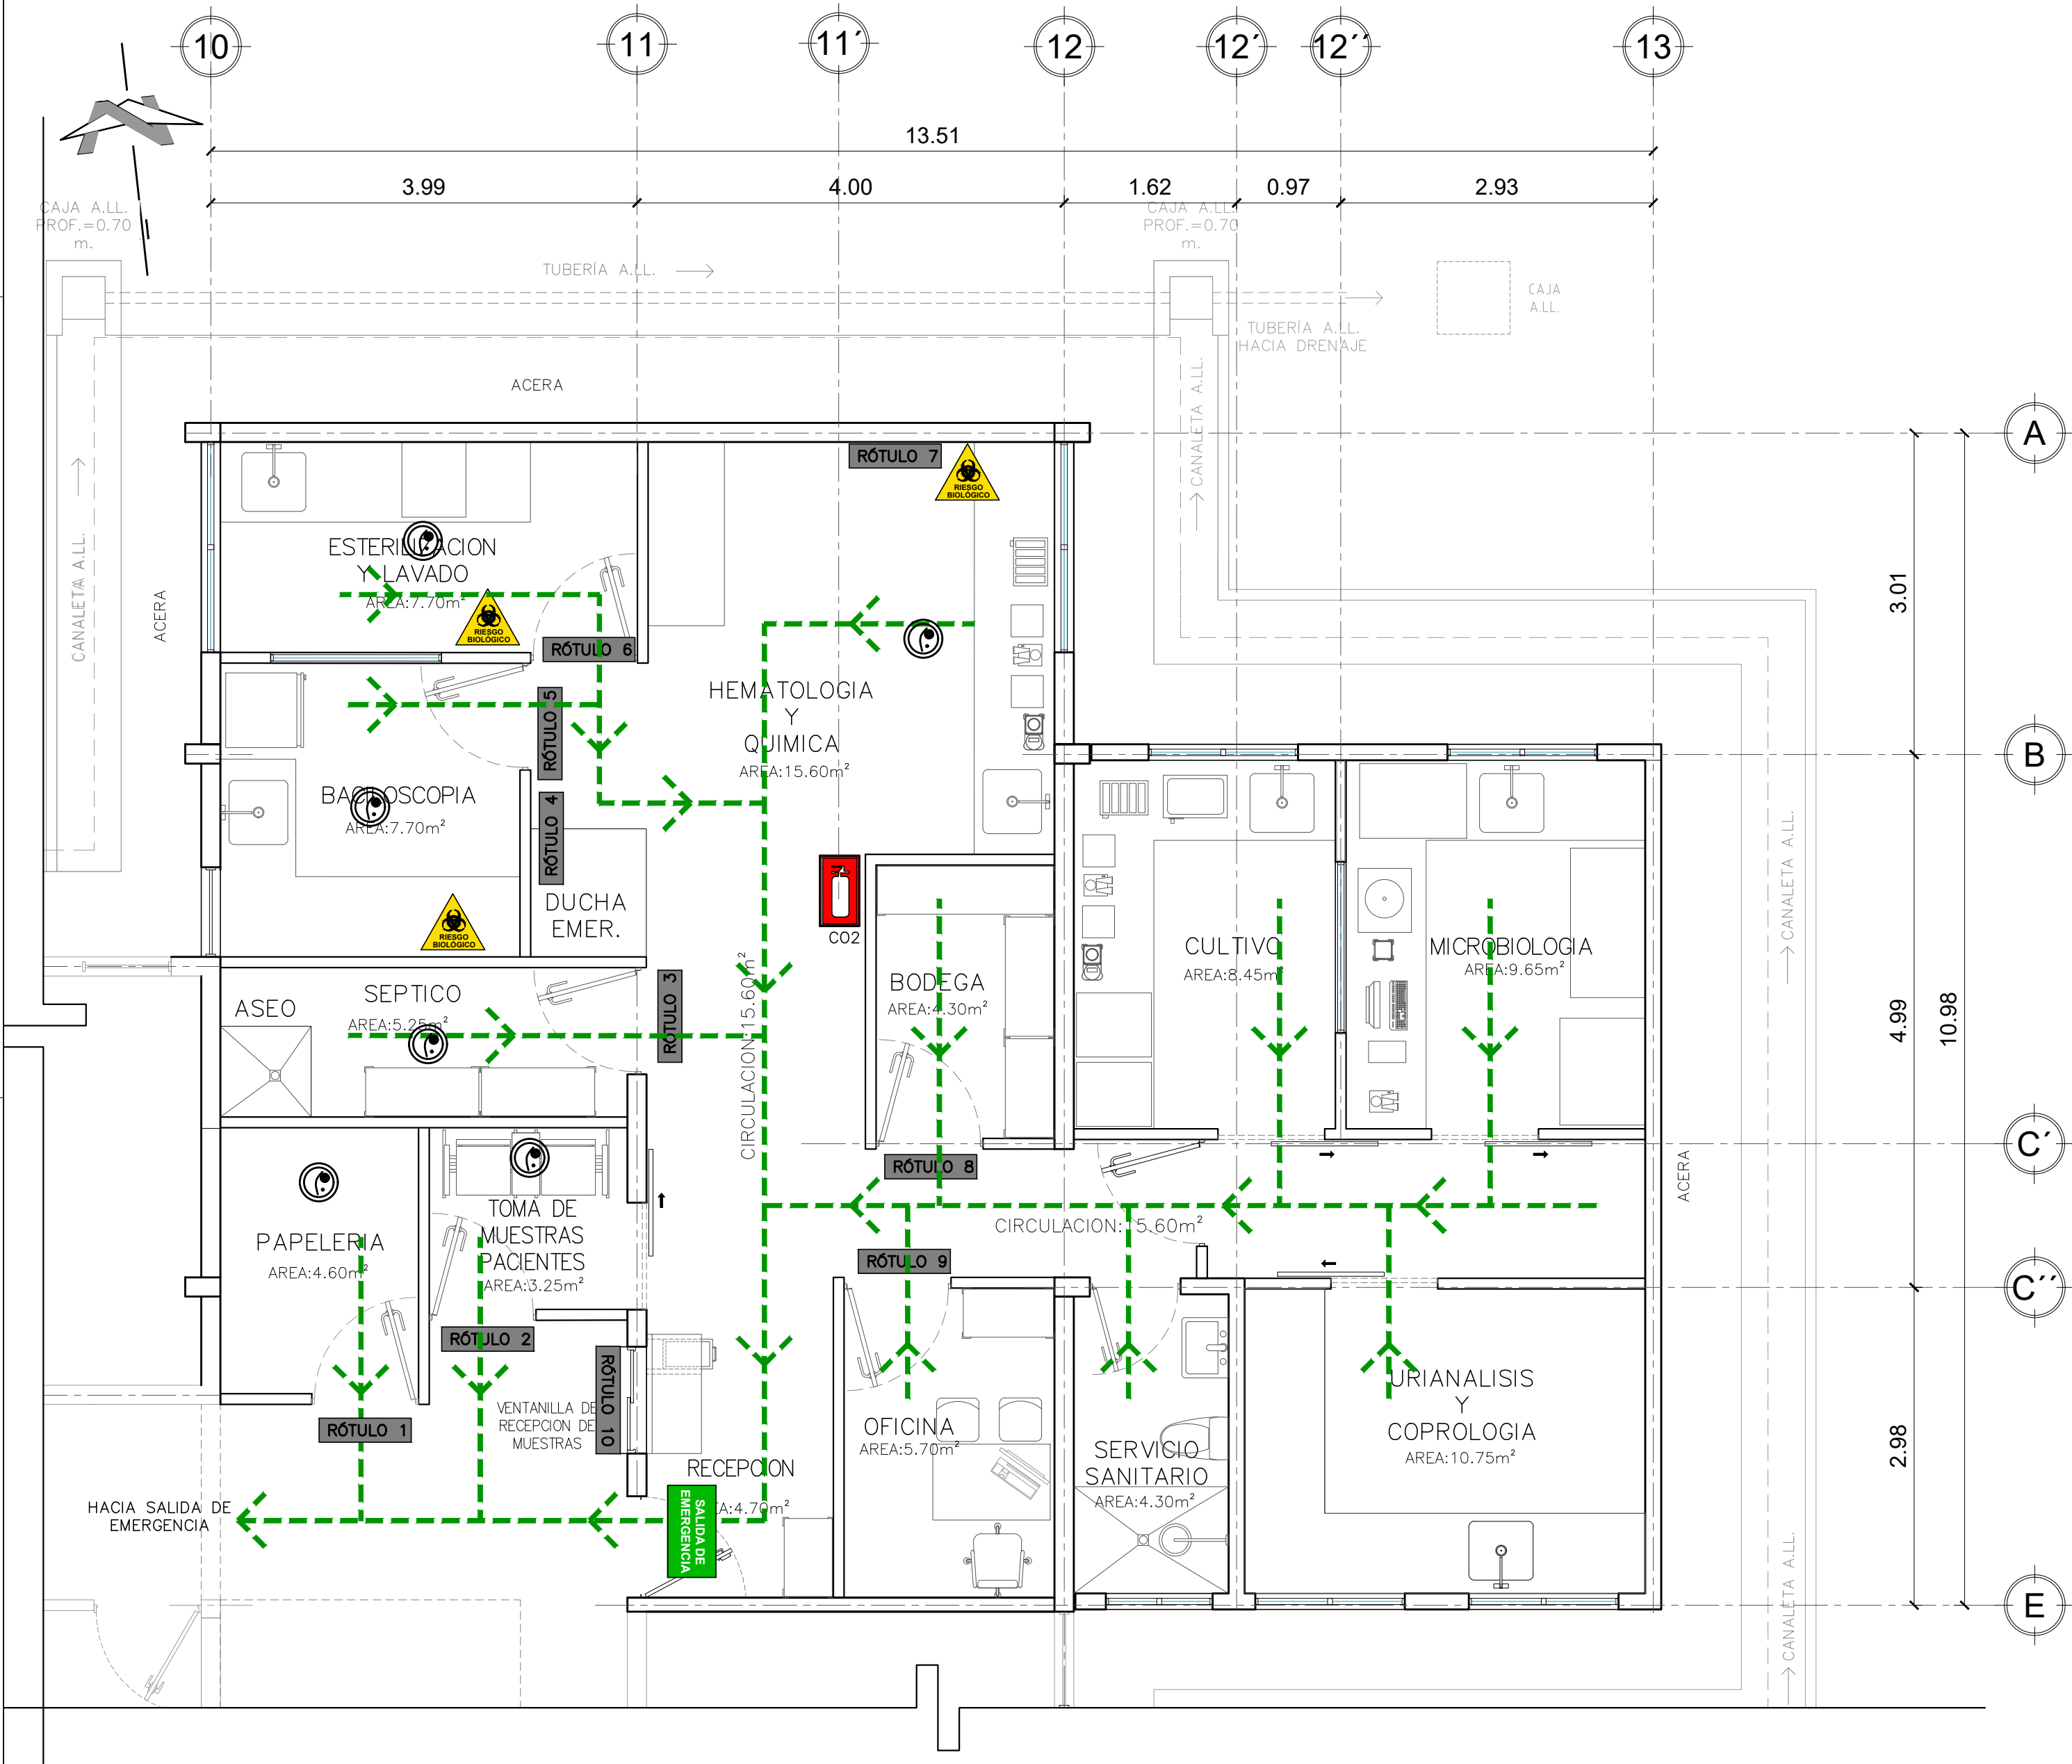 10
11
11´
12
12´
12´´
13
13.51
3.99
4.00
1.62
0.97
2.93
CAJA A.LL.
PROF.=0.70
m.
CAJA A.LL.
PROF.=0.70
m.
TUBERÍA A.LL.
CAJA
A.LL.
TUBERÍA A.LL.
HACIA DRENAJE
ACERA
CANALETA A.LL.
A
RÓTULO 7
RIESGO
BIOLÓGICO
CANALETA A.LL.
ACERA
ESTERILIZACION
Y LAVADO
AREA:7.70m²
RIESGO
BIOLÓGICO
RÓTULO 6
3.01
RÓTULO 5
HEMATOLOGIA
Y
QUIMICA
AREA:15.60m²
B
BACILOSCOPIA
AREA:7.70m²
RÓTULO 4
DUCHA
EMER.
RIESGO
BIOLÓGICO
CO2
CANALETA A.LL.
CULTIVO
AREA:8.45m²
MICROBIOLOGIA
AREA:9.65m²
BODEGA
AREA:4.30m²
SEPTICO
AREA:5.25m²
ASEO
RÓTULO 3
CIRCULACION:15.60m²
4.99
10.98
C´
RÓTULO 8
ACERA
TOMA DE
MUESTRAS
PACIENTES
AREA:3.25m²
PAPELERIA
AREA:4.60m²
CIRCULACION:15.60m²
RÓTULO 9
C´´
RÓTULO 2
RÓTULO 10
VENTANILLA DE
RECEPCION DE
MUESTRAS
RÓTULO 1
URIANALISIS
Y
COPROLOGIA
AREA:10.75m²
OFICINA
AREA:5.70m²
SERVICIO
SANITARIO
AREA:4.30m²
2.98
RECEPCION
AREA:4.70m²
SALIDA DE
EMERGENCIA
HACIA SALIDA DE
EMERGENCIA
CANALETA A.LL.
E